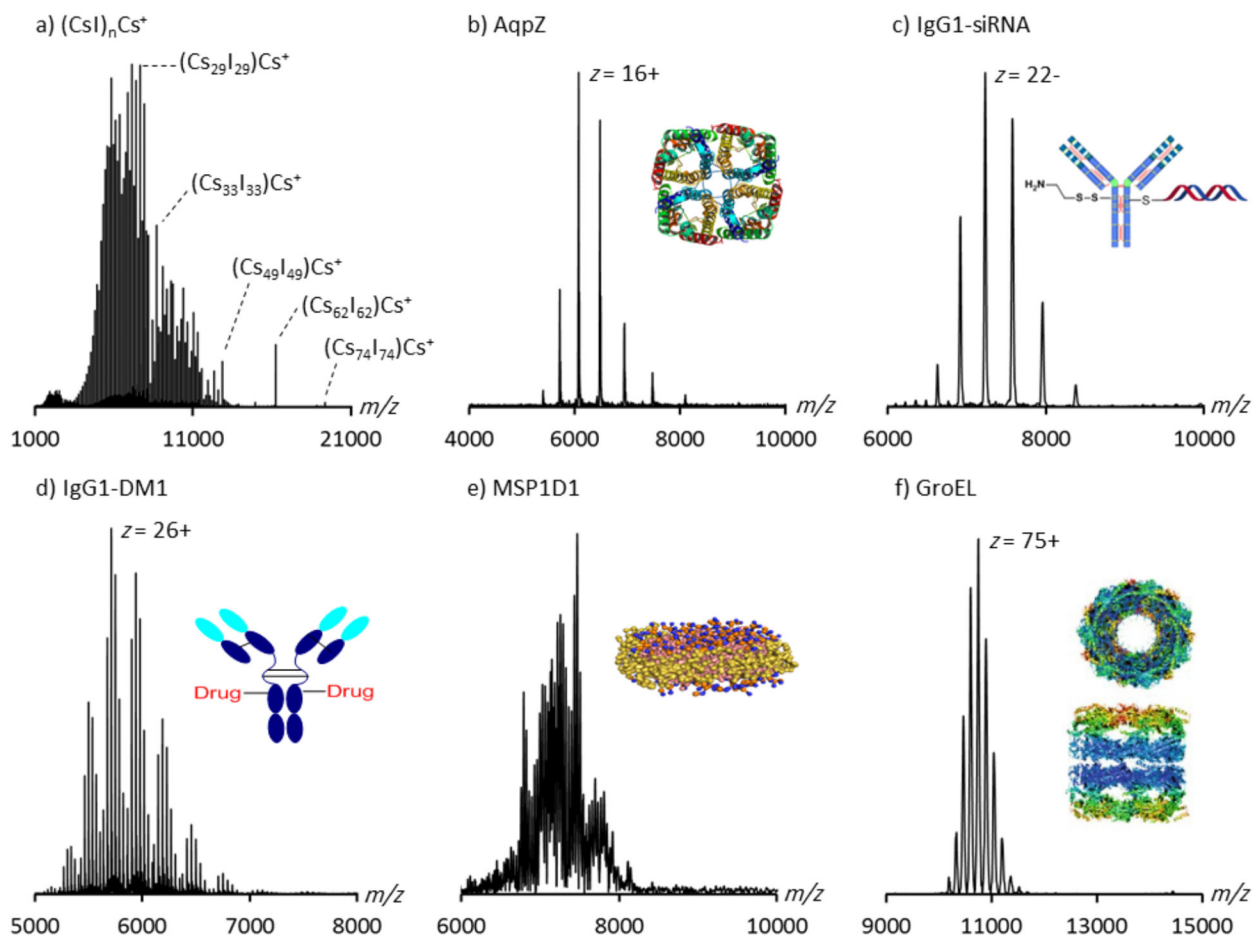 a) (CsI)ₙCs⁺
(Cs₂₉I₂₉)Cs⁺
(Cs₃₃I₃₃)Cs⁺
(Cs₄₉I₄₉)Cs⁺
(Cs₆₂I₆₂)Cs⁺
(Cs₇₄I₇₄)Cs⁺
m/z
1000 11000 21000
b) AqpZ
z = 16+
m/z
4000 6000 8000 10000
c) IgG1-siRNA
z = 22-
H₂N
S-S
S
m/z
6000 8000 10000
d) IgG1-DM1
z = 26+
Drug Drug
m/z
5000 6000 7000 8000
e) MSP1D1
m/z
6000 8000 10000
f) GroEL
z = 75+
m/z
9000 11000 13000 15000